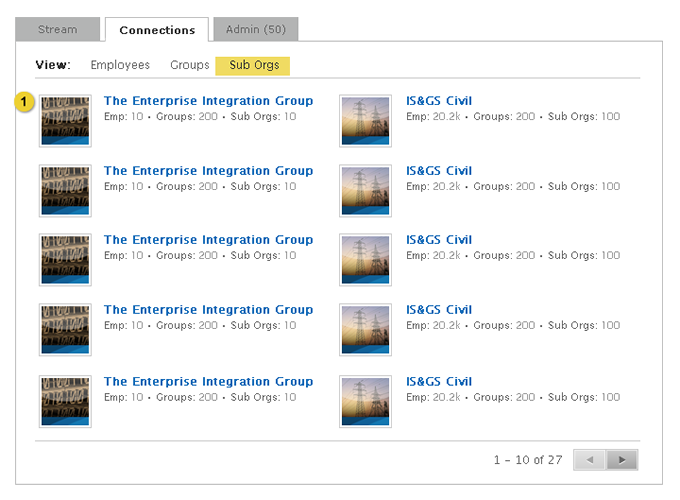 Stream Connections Admin (50)
View: Employees Groups Sub Orgs
1
The Enterprise Integration Group IS&GS Civil
Emp: 10 • Groups: 200 • Sub Orgs: 10 Emp: 20.2k • Groups: 200 • Sub Orgs: 100
The Enterprise Integration Group IS&GS Civil
Emp: 10 • Groups: 200 • Sub Orgs: 10 Emp: 20.2k • Groups: 200 • Sub Orgs: 100
The Enterprise Integration Group IS&GS Civil
Emp: 10 • Groups: 200 • Sub Orgs: 10 Emp: 20.2k • Groups: 200 • Sub Orgs: 100
The Enterprise Integration Group IS&GS Civil
Emp: 10 • Groups: 200 • Sub Orgs: 10 Emp: 20.2k • Groups: 200 • Sub Orgs: 100
The Enterprise Integration Group IS&GS Civil
Emp: 10 • Groups: 200 • Sub Orgs: 10 Emp: 20.2k • Groups: 200 • Sub Orgs: 100
1 – 10 of 27